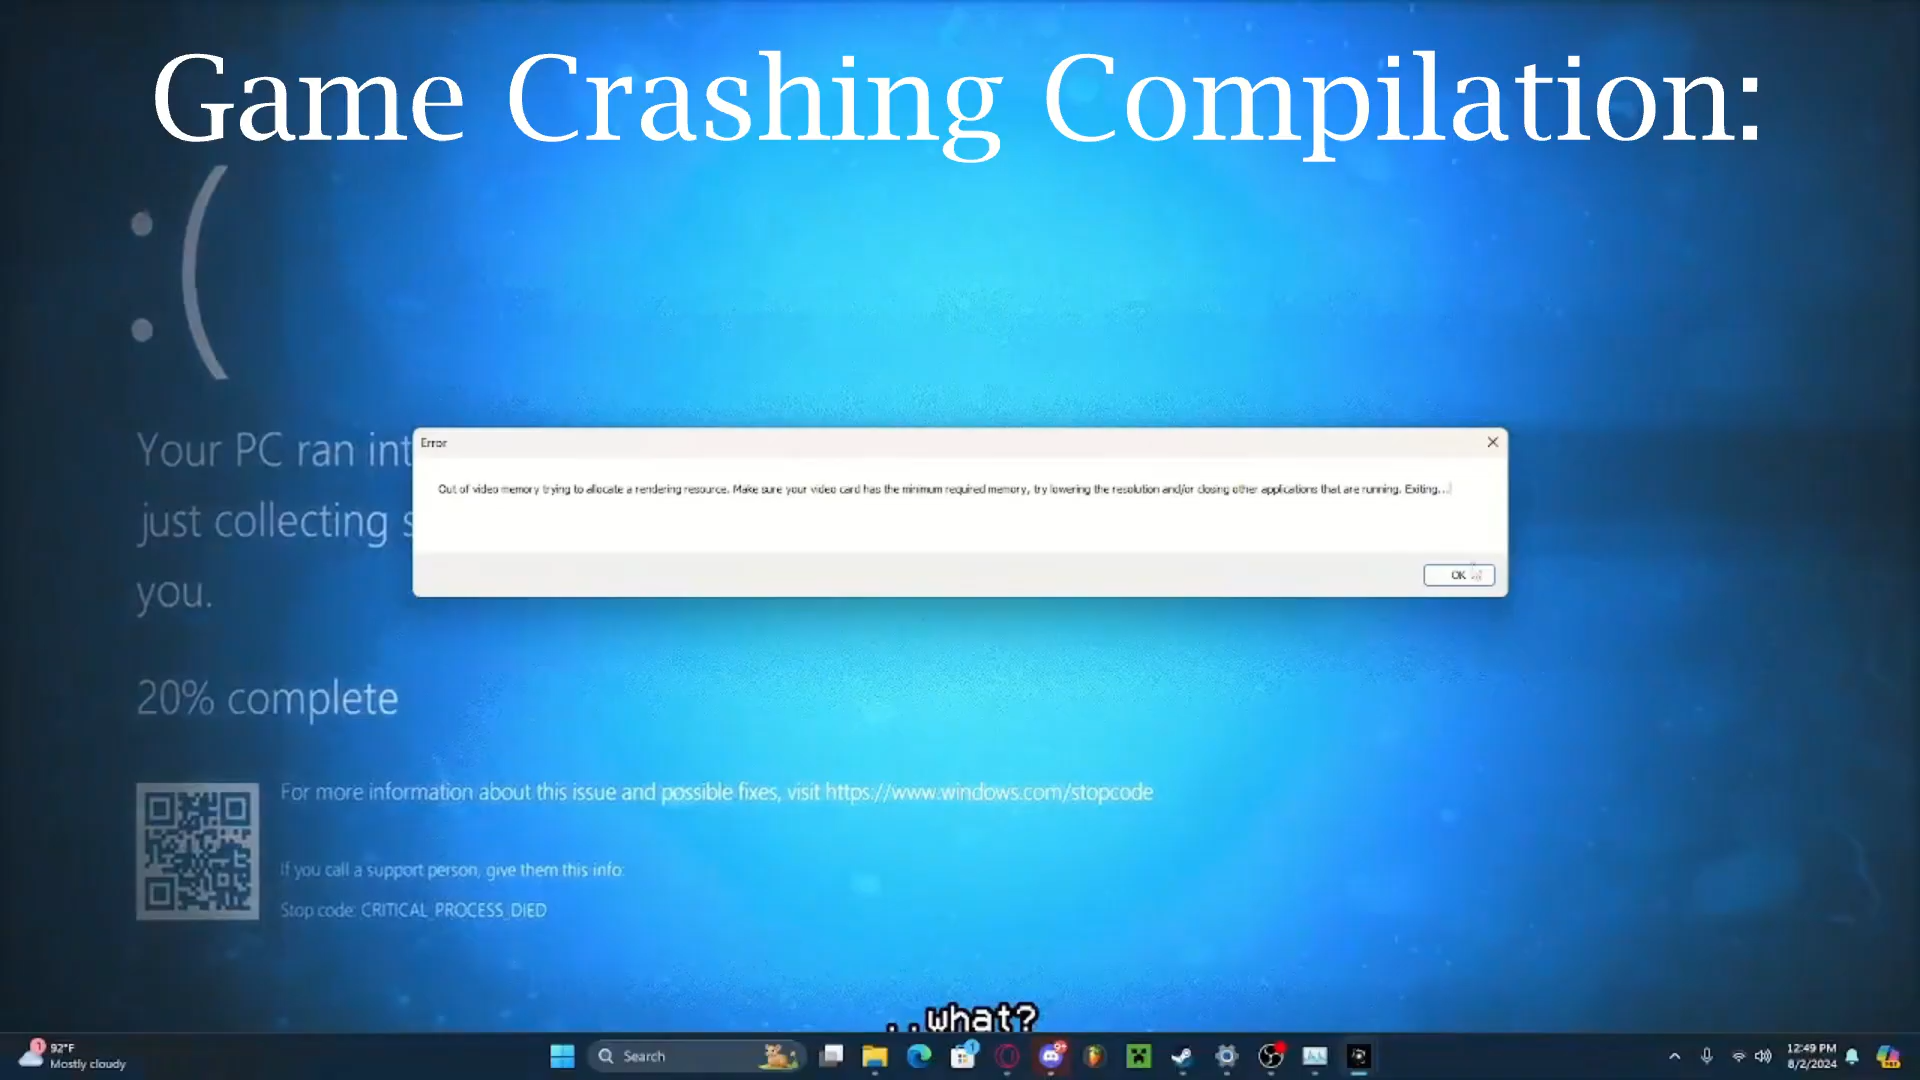 Game Crashing Compilation:
:(
Your PC ran int
just collecting s
you.
20% complete
For more information about this issue and possible fixes, visit https://www.windows.com/stopcode
If you call a support person, give them this info:
Stop code: CRITICAL_PROCESS_DIED
Error
Out of video memory trying to allocate a rendering resource. Make sure your video card has the minimum required memory, try lowering the resolution and/or closing other applications that are running. Exiting...
OK
..what?
1
92°F
Mostly cloudy
Search
1
9+
12:49 PM
8/2/2024